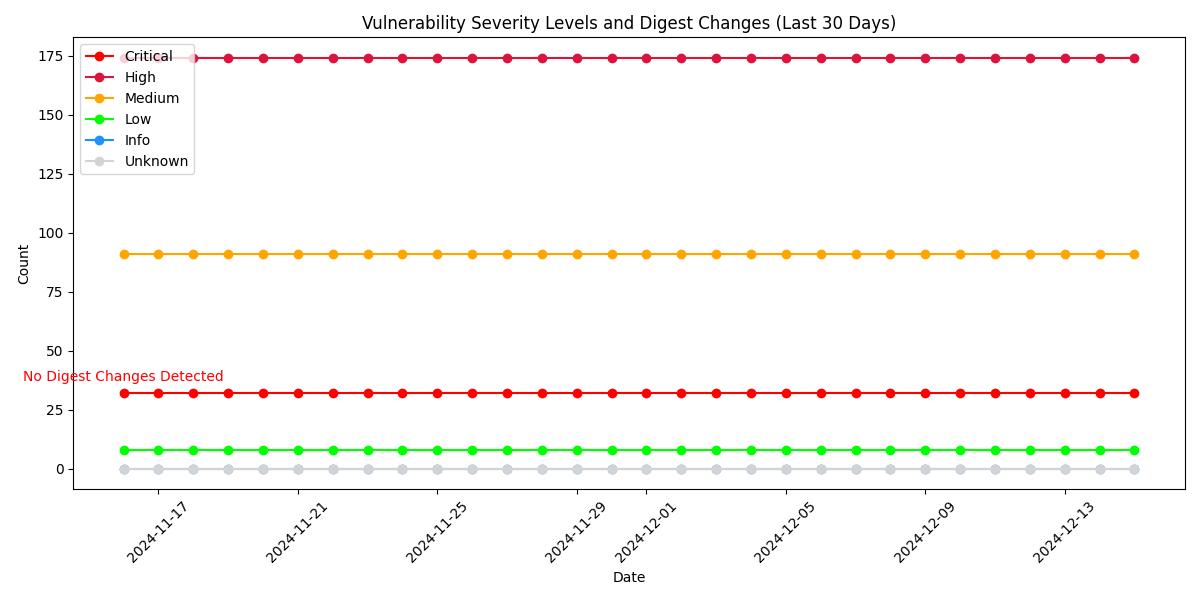 Vulnerability Severity Levels and Digest Changes (Last 30 Days)
175
150
125
100
75
50
25
0
Count
Critical
High
Medium
Low
Info
Unknown
No Digest Changes Detected
2024-11-17
2024-11-21
2024-11-25
2024-11-29
2024-12-01
2024-12-05
2024-12-09
2024-12-13
Date